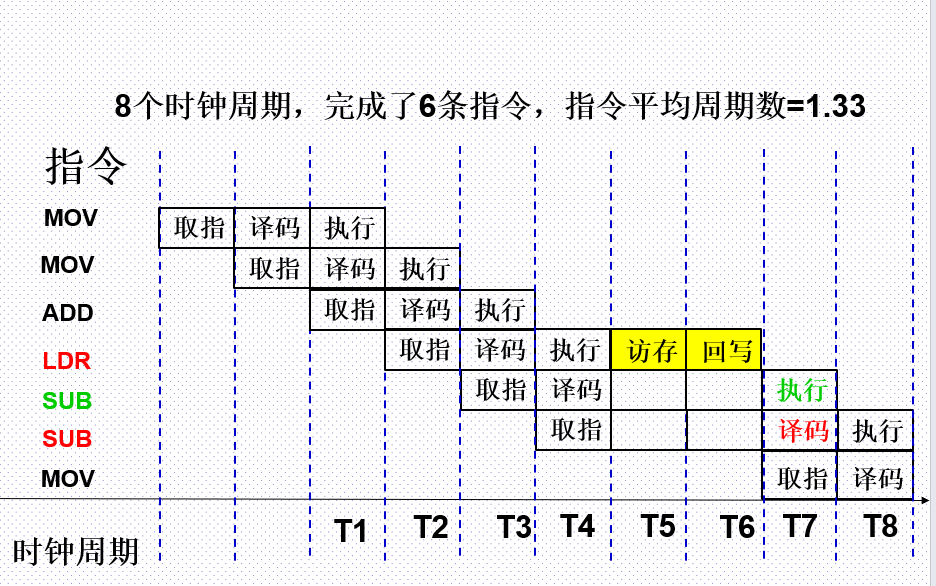 8个时钟周期，完成了6条指令，指令平均周期数=1.33
指令
MOV 取指 译码 执行
MOV 取指 译码 执行
ADD 取指 译码 执行
LDR 取指 译码 执行 访存 回写
SUB 取指 译码 执行
SUB 取指 译码 执行
MOV 取指 译码
T1 T2 T3 T4 T5 T6 T7 T8
时钟周期